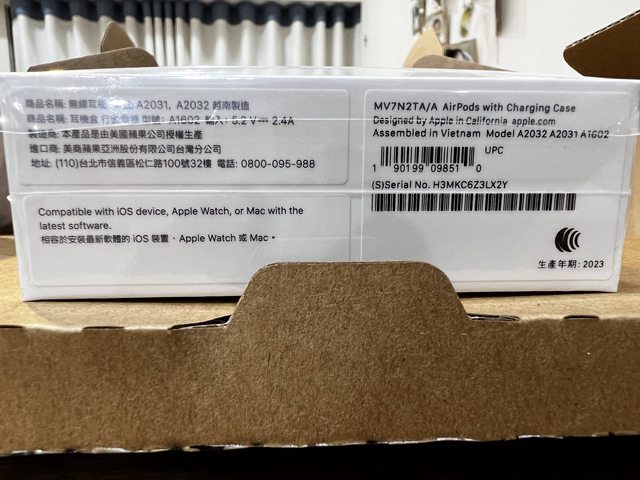 商品名稱: 無線耳機 A2031, A2032 越南製造
商品名稱: 耳機盒 型號: A1602 輸入: 5.2 V⎓ 2.4A
製造商: 本產品是由美國蘋果公司授權生產
進口商: 美商蘋果亞洲股份有限公司台灣分公司
地址: (110)台北市信義區松仁路100號32樓 電話: 0800-095-988
Compatible with iOS device, Apple Watch, or Mac with the
latest software.
相容於安裝最新軟體的 iOS 裝置、Apple Watch 或 Mac。
MV7N2TA/A AirPods with Charging Case
Designed by Apple in California apple.com
Assembled in Vietnam Model A2032 A2031 A1602
UPC
1 90199 09851 0
(S)Serial No. H3MKC6Z3LX2Y
生產年期: 2023